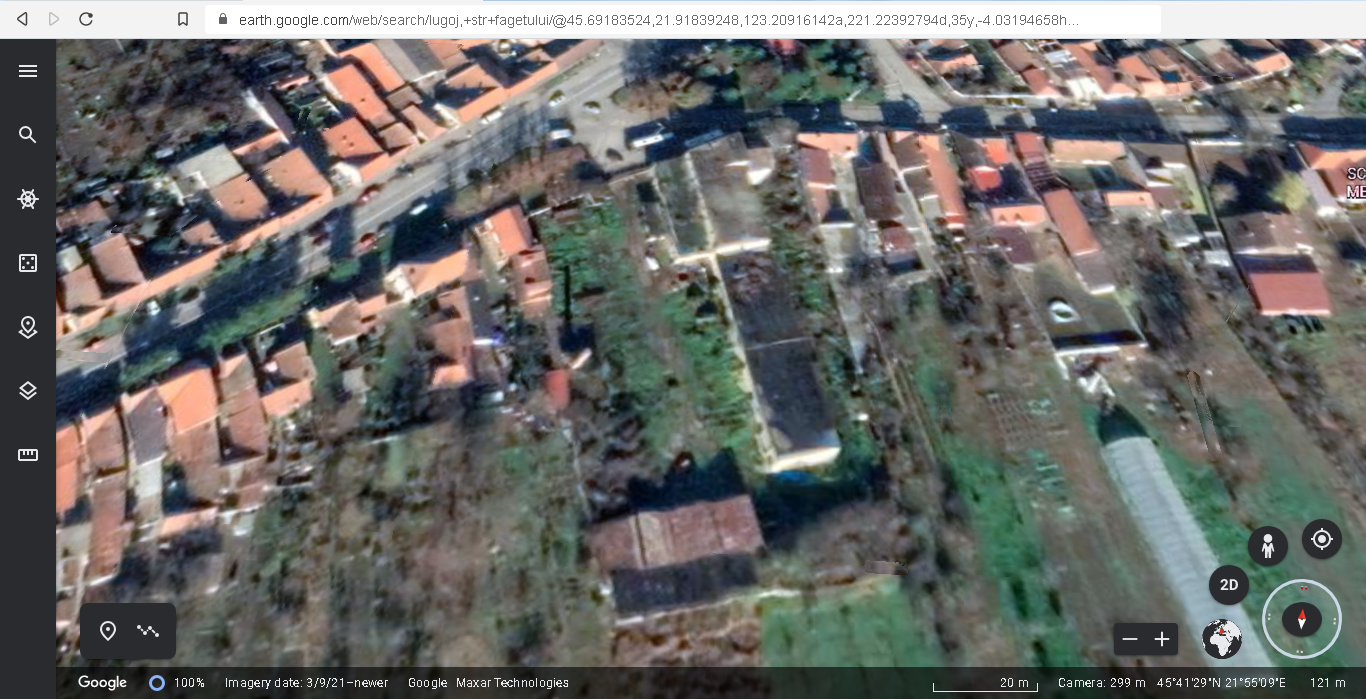 earth.google.com/web/search/lugoj,+str+fagetului/@45.69183524,21.91839248,123.20916142a,221.22392794d,35y,-4.03194658h...
SC
ME
2D
Google 100% Imagery date: 3/9/21–newer Google Maxar Technologies 20 m Camera: 299 m 45°41'29"N 21°55'09"E 121 m